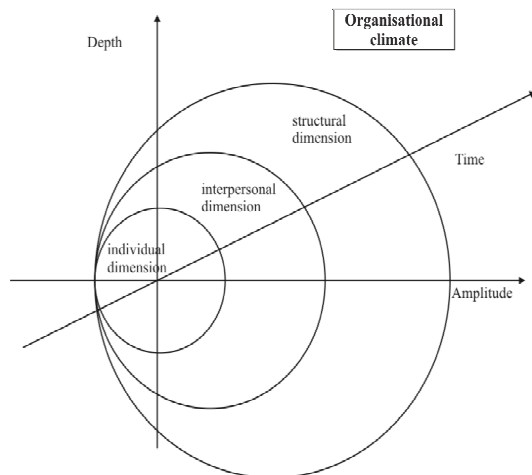 Organisational
climate
Depth
structural
dimension
Time
interpersonal
dimension
individual
dimension
Amplitude